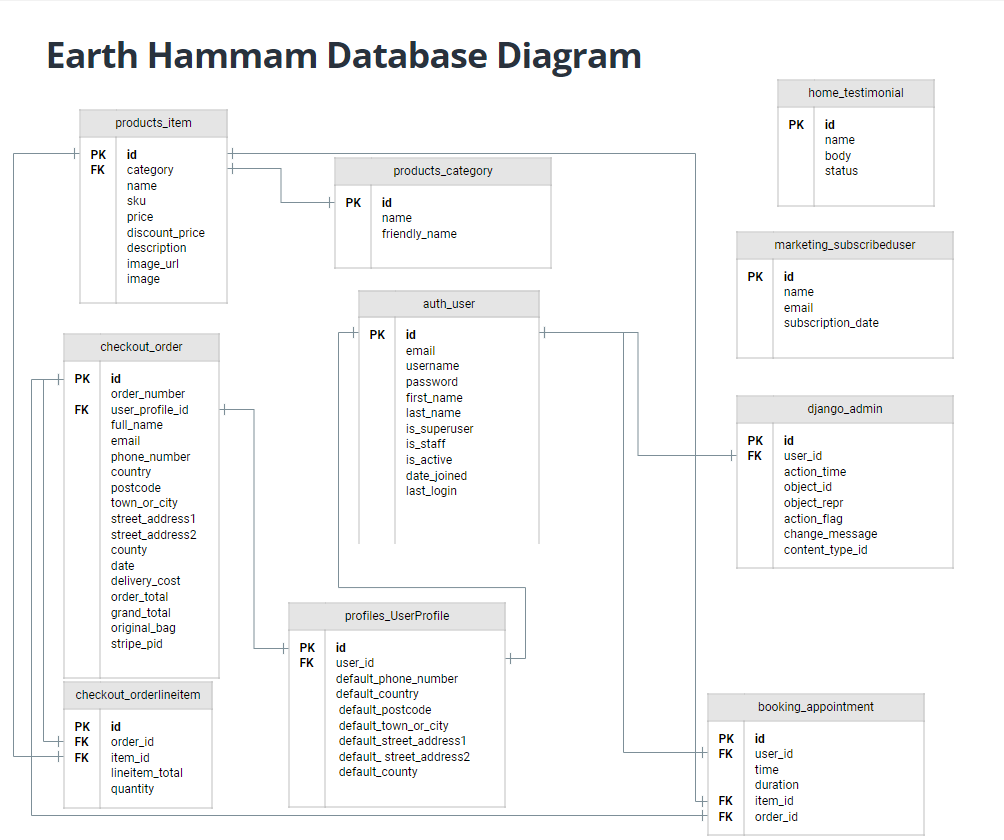 Earth Hammam Database Diagram
home_testimonial
PK id
name
body
status
products_item
PK id
FK category
name
sku
price
discount_price
description
image_url
image
products_category
PK id
name
friendly_name
marketing_subscribeduser
PK id
name
email
subscription_date
auth_user
PK id
email
username
password
first_name
last_name
is_superuser
is_staff
is_active
date_joined
last_login
checkout_order
PK id
order_number
FK user_profile_id
full_name
email
phone_number
country
postcode
town_or_city
street_address1
street_address2
county
date
delivery_cost
order_total
grand_total
original_bag
stripe_pid
django_admin
PK id
FK user_id
action_time
object_id
object_repr
action_flag
change_message
content_type_id
profiles_UserProfile
PK id
FK user_id
default_phone_number
default_country
default_postcode
default_town_or_city
default_street_address1
default_ street_address2
default_county
checkout_orderlineitem
PK id
FK order_id
FK item_id
lineitem_total
quantity
booking_appointment
PK id
FK user_id
time
duration
FK item_id
FK order_id